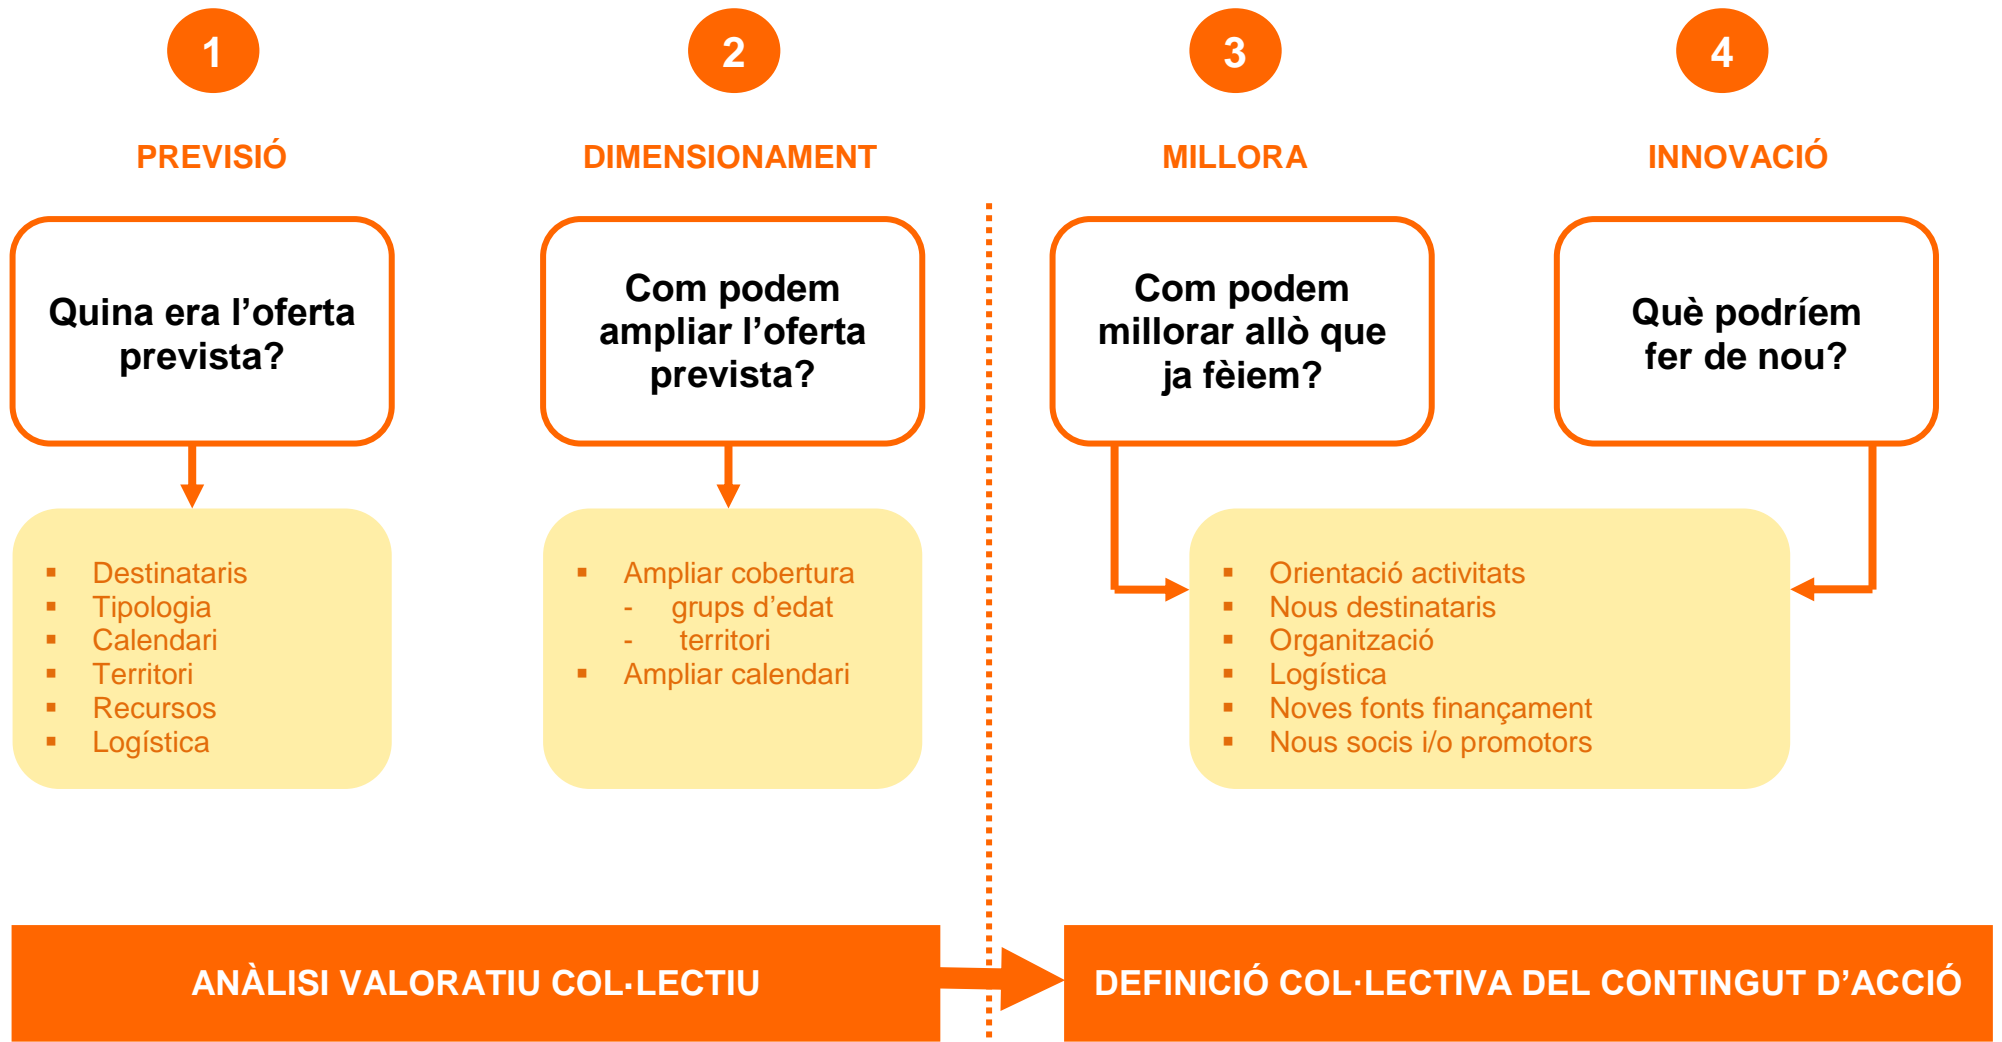 1
PREVISIÓ
Quina era l’oferta
prevista?
▪ Destinataris
▪ Tipologia
▪ Calendari
▪ Territori
▪ Recursos
▪ Logística
2
DIMENSIONAMENT
Com podem
ampliar l’oferta
prevista?
▪ Ampliar cobertura
- grups d’edat
- territori
▪ Ampliar calendari
3
MILLORA
Com podem
millorar allò que
ja fèiem?
4
INNOVACIÓ
Què podríem
fer de nou?
▪ Orientació activitats
▪ Nous destinataris
▪ Organització
▪ Logística
▪ Noves fonts finançament
▪ Nous socis i/o promotors
ANÀLISI VALORATIU COL·LECTIU
DEFINICIÓ COL·LECTIVA DEL CONTINGUT D’ACCIÓ